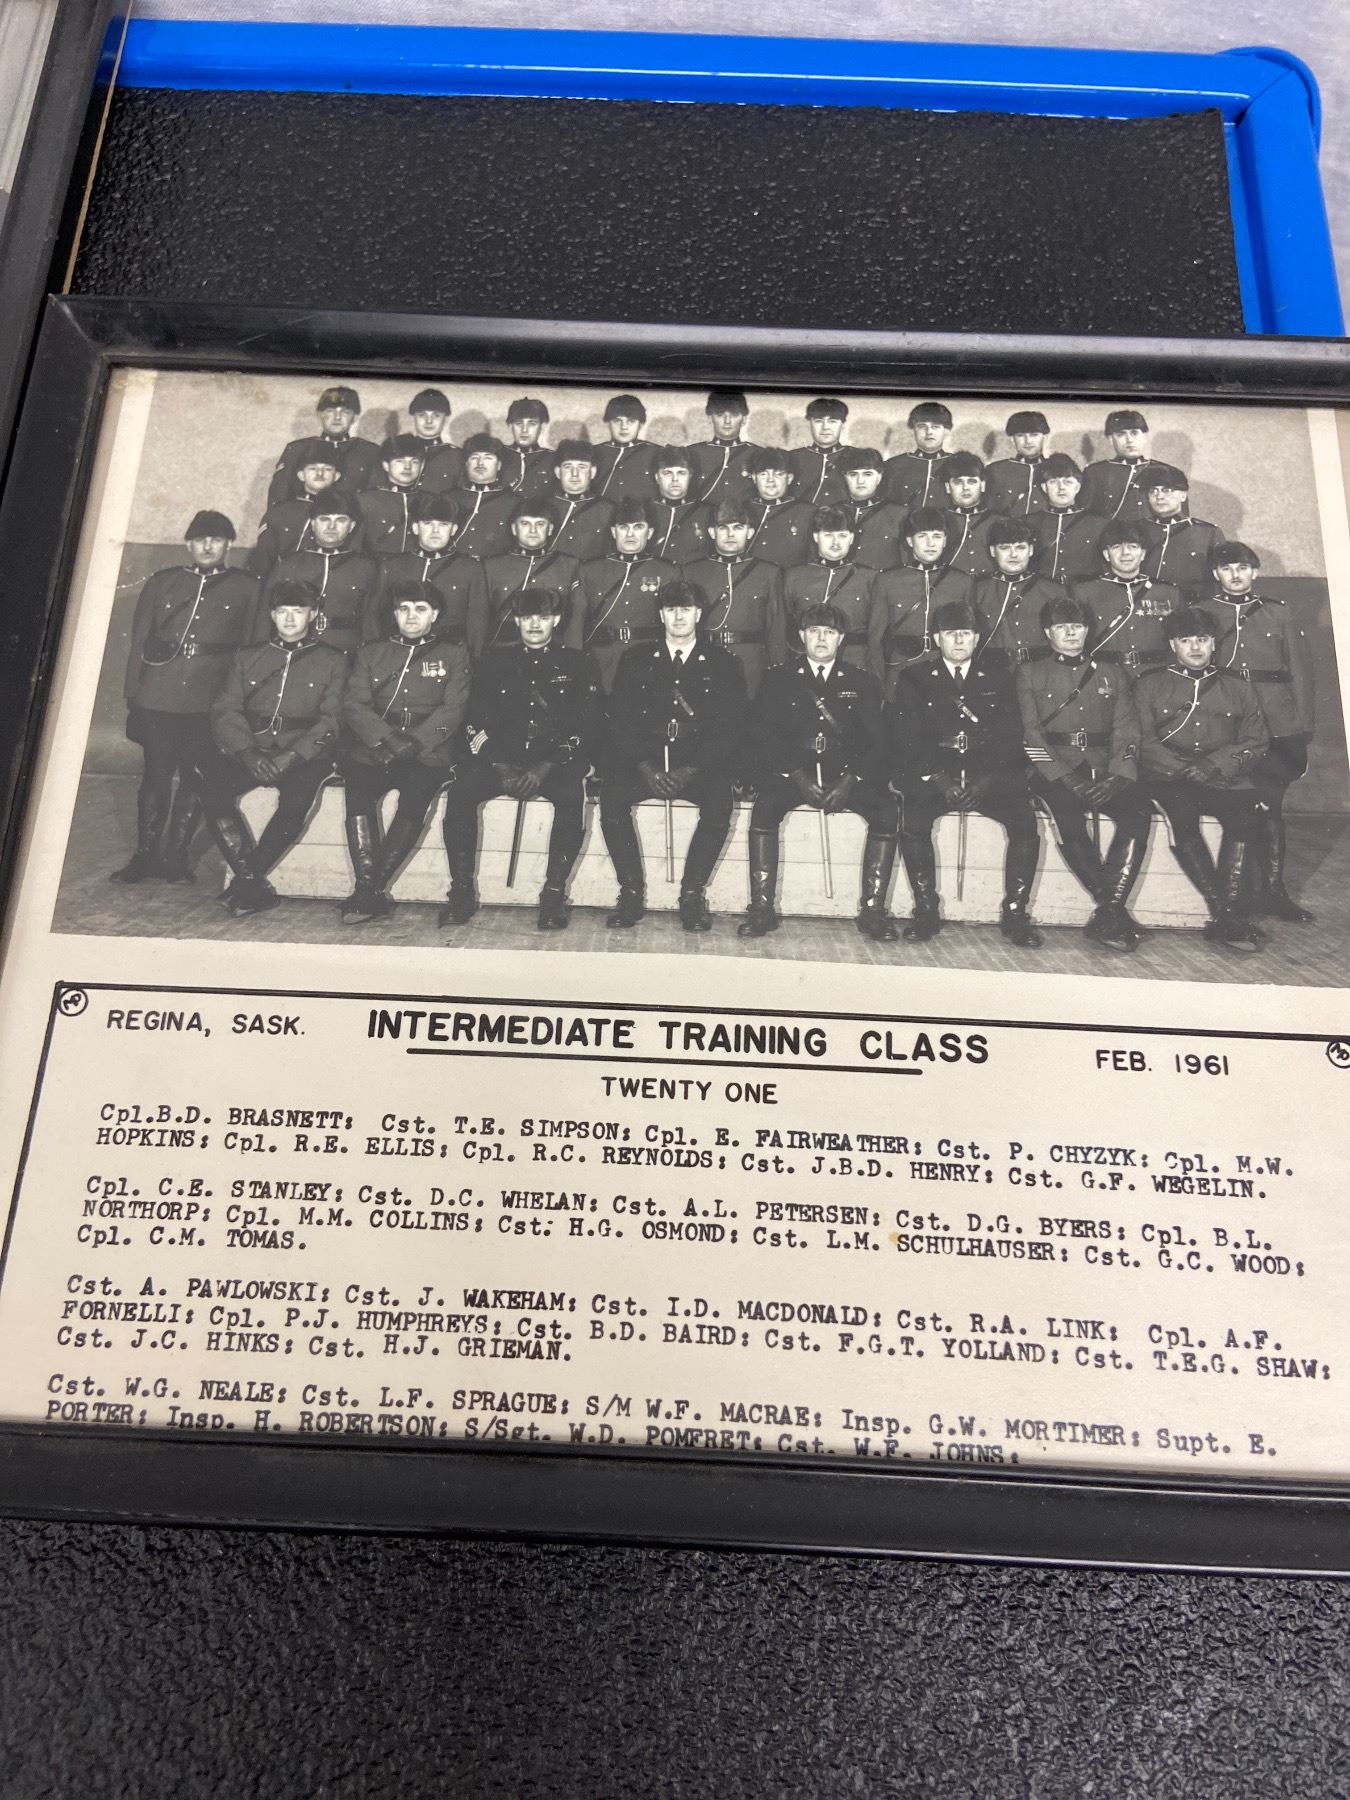 REGINA, SASK. INTERMEDIATE TRAINING CLASS FEB. 1961
TWENTY ONE
Cpl.B.D. BRASNETT; Cst. T.E. SIMPSON; Cpl. E. FAIRWEATHER; Cst. P. CHYZYK; Cpl. M.W.
HOPKINS; Cpl. R.E. ELLIS; Cpl. R.C. REYNOLDS; Cst. J.B.D. HENRY; Cst. G.F. WEGELIN.
Cpl. C.E. STANLEY; Cst. D.C. WHELAN; Cst. A.L. PETERSEN; Cst. D.G. BYERS; Cpl. B.L.
NORTHORP; Cpl. M.M. COLLINS; Cst. H.G. OSMOND; Cst. L.M. SCHULHAUSER; Cst. G.C. WOOD;
Cpl. C.M. TOMAS.
Cst. A. PAWLOWSKI; Cst. J. WAKEHAM; Cst. I.D. MACDONALD; Cst. R.A. LINK; Cpl. A.F.
FORNELLI; Cpl. P.J. HUMPHREYS; Cst. B.D. BAIRD; Cst. F.G.T. YOLLAND; Cst. T.E.G. SHAW;
Cst. J.C. HINKS; Cst. H.J. GRIEMAN.
Cst. W.G. NEALE; Cst. L.F. SPRAGUE; S/M W.F. MACRAE; Insp. G.W. MORTIMER; Supt. E.
PORTER; Insp. H. ROBERTSON; S/Sgt. W.D. POMFRET; Cst. W.F. JOHNS;